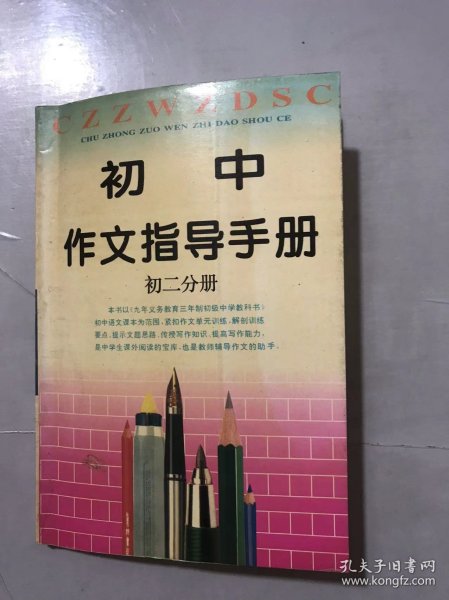 CZZWZDSC
CHU ZHONG ZUO WEN ZHI DAO SHOU CE
初中
作文指导手册
初二分册
本书以《九年义务教育三年制初级中学教科书》
初中语文课本为范围，紧扣作文单元训练，解剖训练
要点，提示文题思路，传授写作知识，提高写作能力，
是中学生课外阅读的宝库，也是教师辅导作文的助手。
孔夫子旧书网
www.kongfz.com